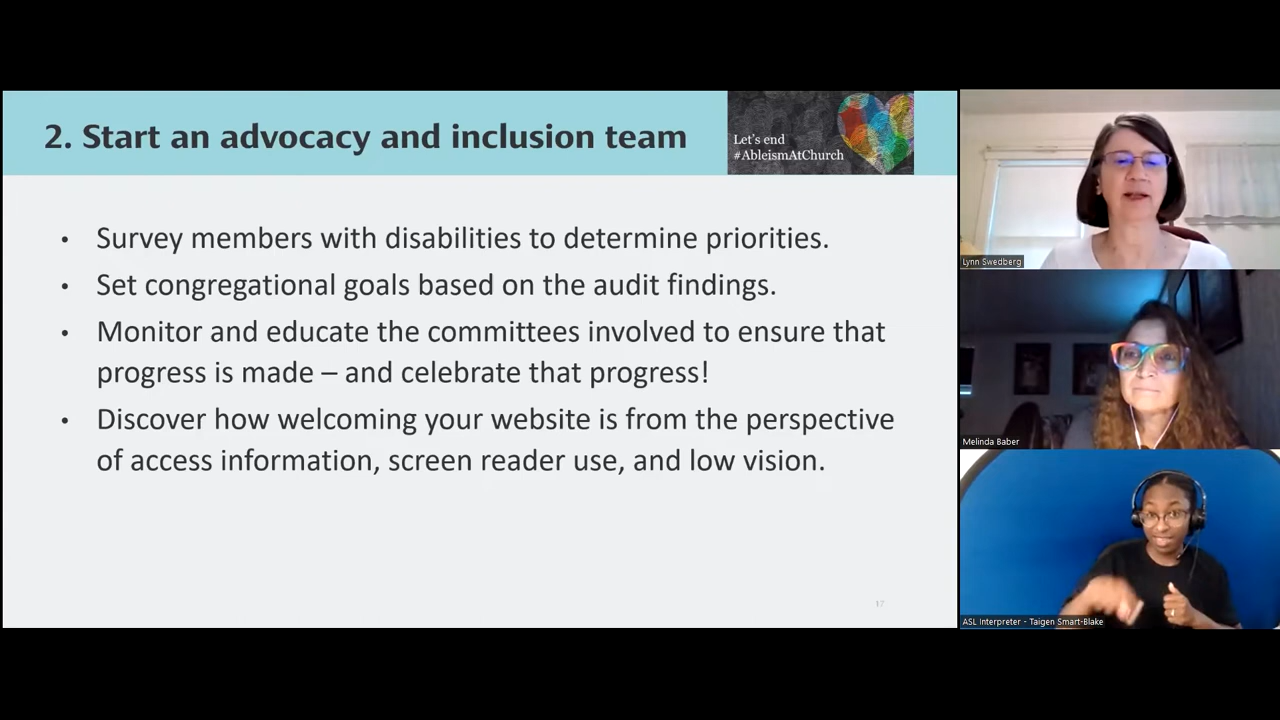 2. Start an advocacy and inclusion team
Let's end
#AbleismAtChurch
• Survey members with disabilities to determine priorities.
• Set congregational goals based on the audit findings.
• Monitor and educate the committees involved to ensure that
progress is made – and celebrate that progress!
• Discover how welcoming your website is from the perspective
of access information, screen reader use, and low vision.
17
Lynn Swedberg
Melinda Baber
ASL Interpreter - Taigen Smart-Blake